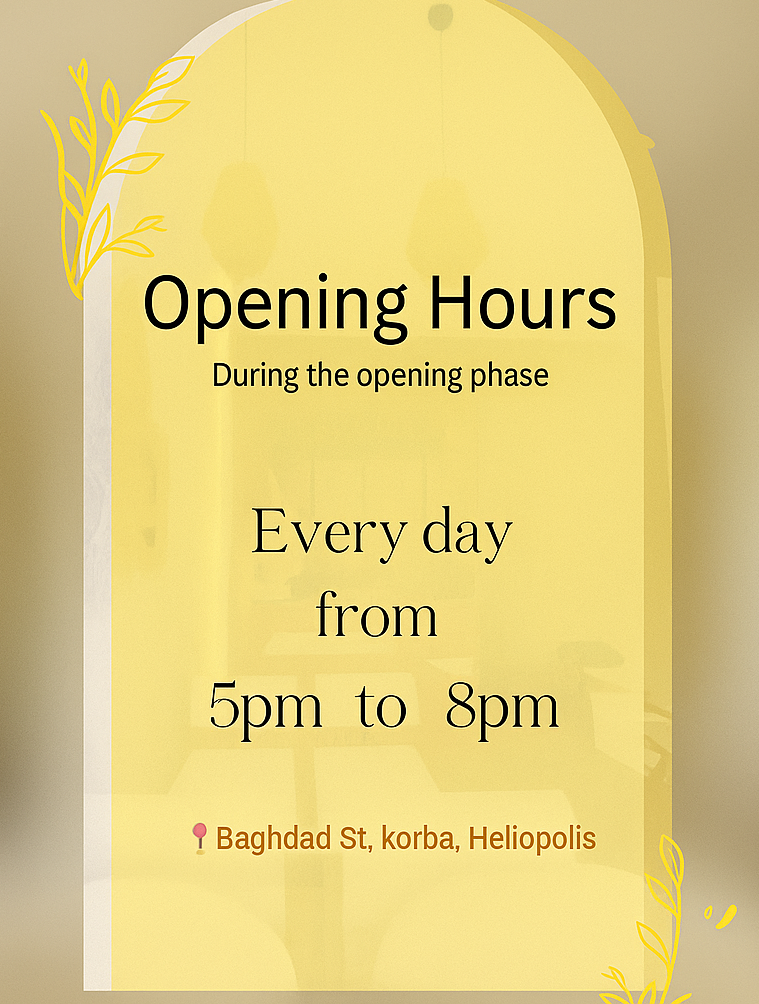 Opening Hours
During the opening phase
Every day
from
5pm to 8pm
📍Baghdad St, korba, Heliopolis